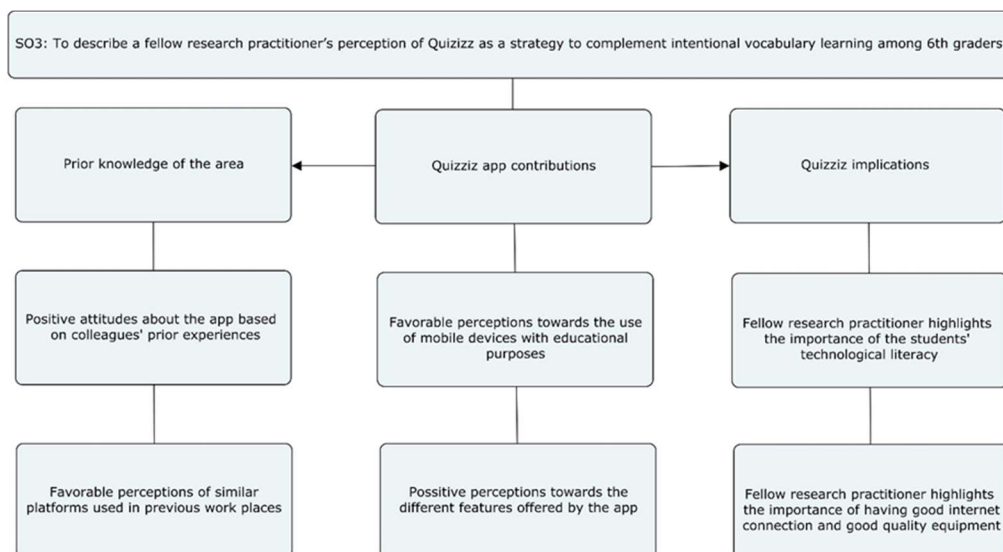 SO3: To describe a fellow research practitioner's perception of Quizizz as a strategy to complement intentional vocabulary learning among 6th graders
Prior knowledge of the area
Quizziz app contributions
Quizziz implications
Positive attitudes about the app based
on colleagues' prior experiences
Favorable perceptions towards the use
of mobile devices with educational
purposes
Fellow research practitioner highlights
the importance of the students'
technological literacy
Favorable perceptions of similar
platforms used in previous work places
Possitive perceptions towards the
different features offered by the app
Fellow research practitioner highlights
the importance of having good internet
connection and good quality equipment